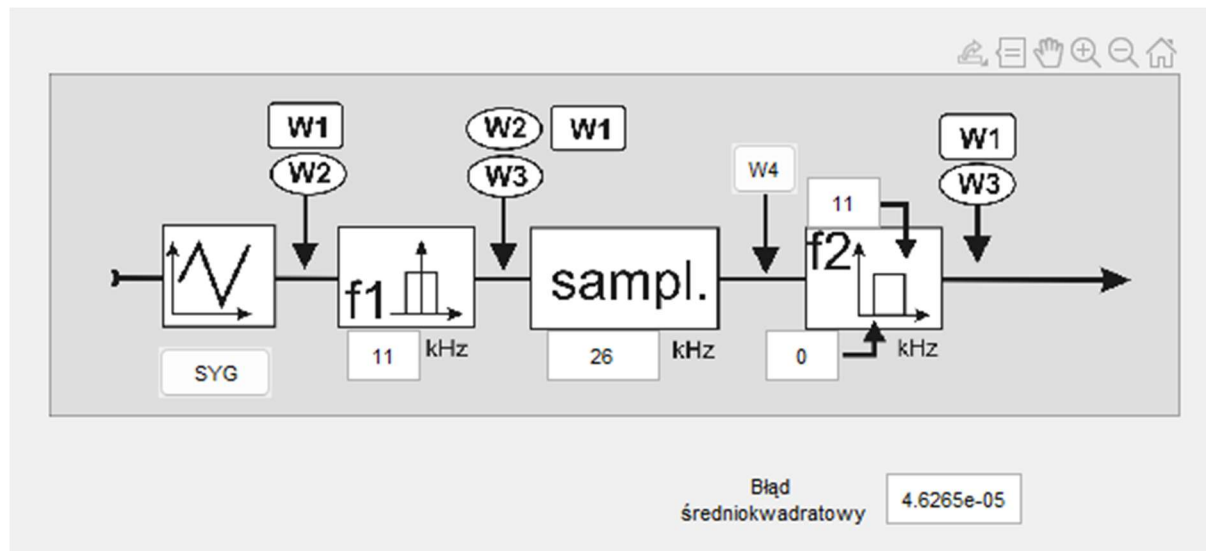 W1
W2
W2 W1
W3
W4
W1
W3
11
f1
sampl.
f2
11 kHz
26 kHz
0 kHz
SYG
Błąd
średniokwadratowy
4.6265e-05